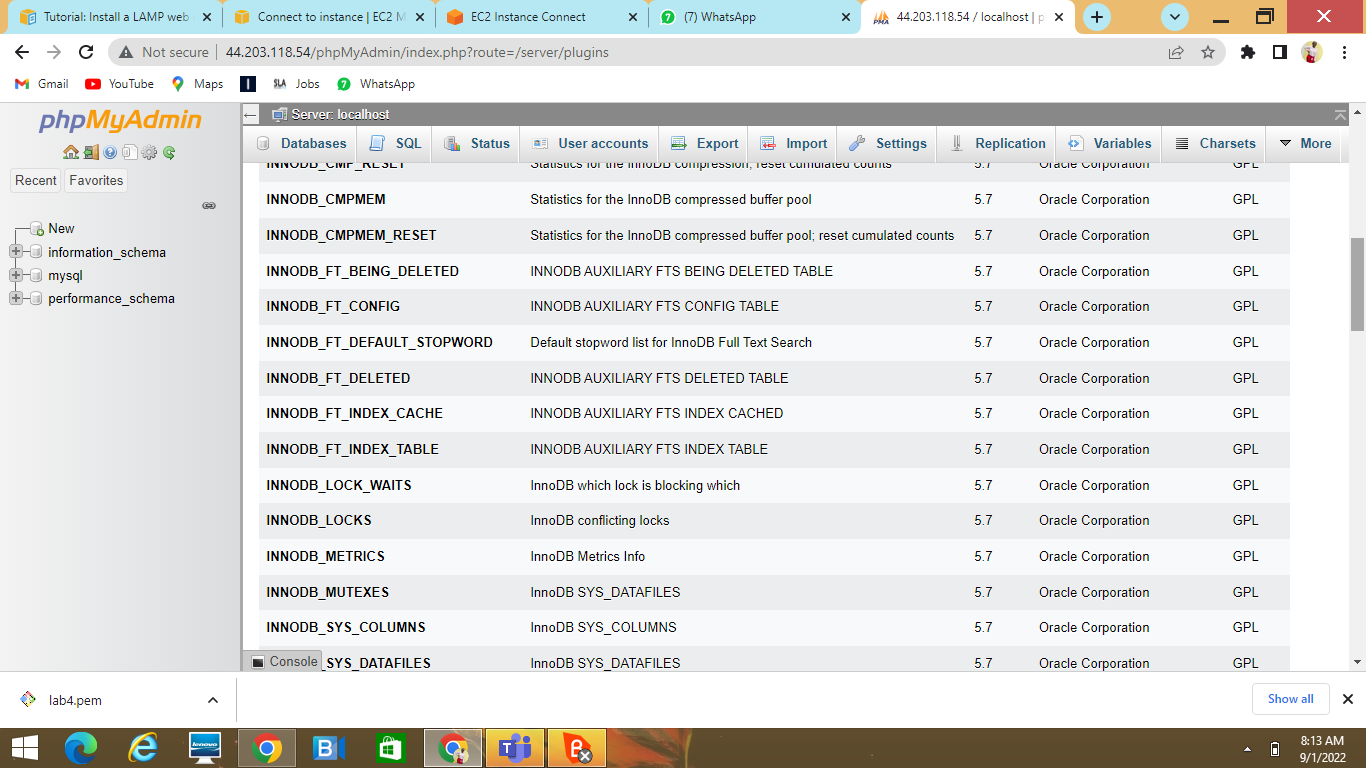 Tutorial: Install a LAMP web
Connect to instance | EC2 M
EC2 Instance Connect
(7) WhatsApp
PMA 44.203.118.54 / localhost | p
Not secure 44.203.118.54/phpMyAdmin/index.php?route=/server/plugins
Gmail YouTube Maps SLA Jobs WhatsApp
phpMyAdmin
Recent Favorites
New
information_schema
mysql
performance_schema
Server: localhost
Databases SQL Status User accounts Export Import Settings Replication Variables Charsets More
INNODB_CMP_RESET Statistics for the InnoDB compression; reset cumulated counts 5.7 Oracle Corporation GPL
INNODB_CMPMEM Statistics for the InnoDB compressed buffer pool 5.7 Oracle Corporation GPL
INNODB_CMPMEM_RESET Statistics for the InnoDB compressed buffer pool; reset cumulated counts 5.7 Oracle Corporation GPL
INNODB_FT_BEING_DELETED INNODB AUXILIARY FTS BEING DELETED TABLE 5.7 Oracle Corporation GPL
INNODB_FT_CONFIG INNODB AUXILIARY FTS CONFIG TABLE 5.7 Oracle Corporation GPL
INNODB_FT_DEFAULT_STOPWORD Default stopword list for InnoDB Full Text Search 5.7 Oracle Corporation GPL
INNODB_FT_DELETED INNODB AUXILIARY FTS DELETED TABLE 5.7 Oracle Corporation GPL
INNODB_FT_INDEX_CACHE INNODB AUXILIARY FTS INDEX CACHED 5.7 Oracle Corporation GPL
INNODB_FT_INDEX_TABLE INNODB AUXILIARY FTS INDEX TABLE 5.7 Oracle Corporation GPL
INNODB_LOCK_WAITS InnoDB which lock is blocking which 5.7 Oracle Corporation GPL
INNODB_LOCKS InnoDB conflicting locks 5.7 Oracle Corporation GPL
INNODB_METRICS InnoDB Metrics Info 5.7 Oracle Corporation GPL
INNODB_MUTEXES InnoDB SYS_DATAFILES 5.7 Oracle Corporation GPL
INNODB_SYS_COLUMNS InnoDB SYS_COLUMNS 5.7 Oracle Corporation GPL
_SYS_DATAFILES InnoDB SYS_DATAFILES 5.7 Oracle Corporation GPL
Console
lab4.pem
Show all
lenovo
8:13 AM
9/1/2022